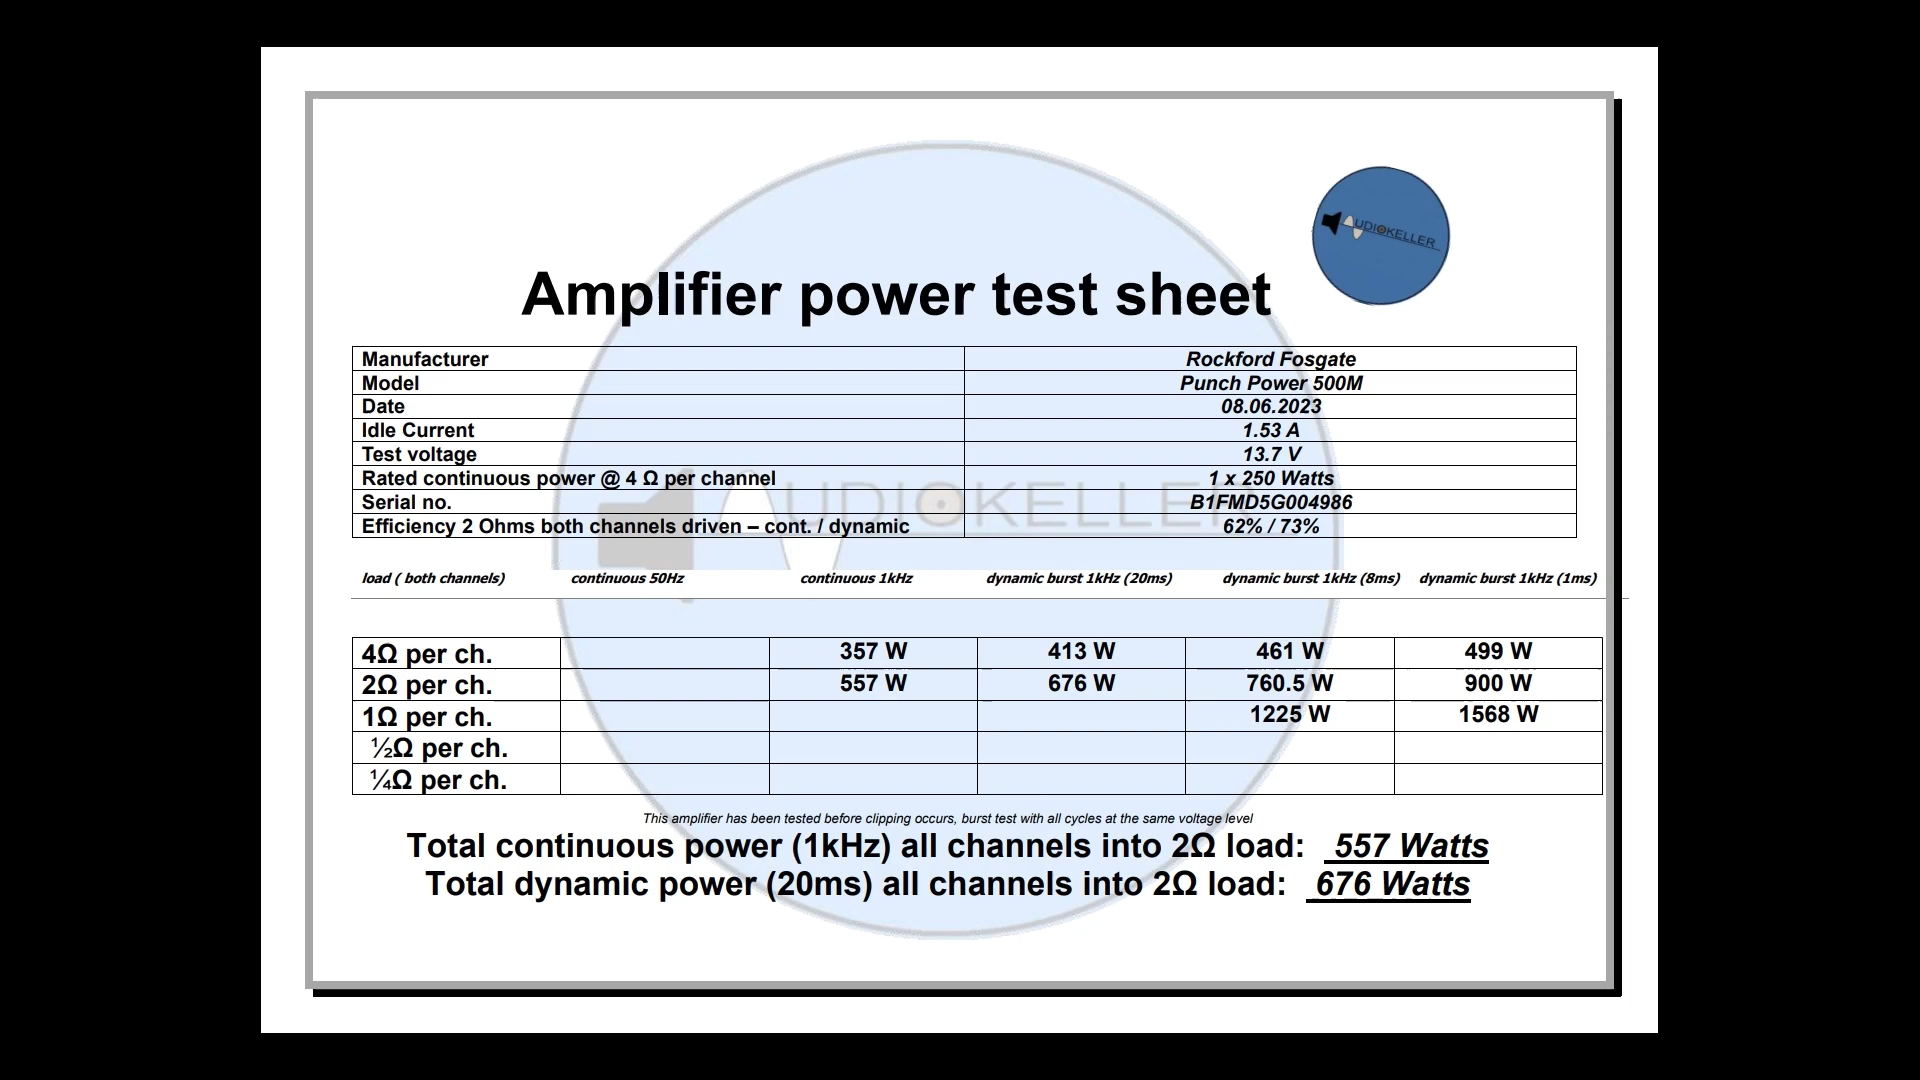 UDIOKELLER
Amplifier power test sheet
Manufacturer Rockford Fosgate
Model Punch Power 500M
Date 08.06.2023
Idle Current 1.53 A
Test voltage 13.7 V
Rated continuous power @ 4 Ω per channel 1 x 250 Watts
Serial no. B1FMD5G004986
Efficiency 2 Ohms both channels driven – cont. / dynamic 62% / 73%
UDIOKELLER
load ( both channels) continuous 50Hz continuous 1kHz dynamic burst 1kHz (20ms) dynamic burst 1kHz (8ms) dynamic burst 1kHz (1ms)
4Ω per ch. 357 W 413 W 461 W 499 W
2Ω per ch. 557 W 676 W 760.5 W 900 W
1Ω per ch. 1225 W 1568 W
½Ω per ch.
¼Ω per ch.
This amplifier has been tested before clipping occurs, burst test with all cycles at the same voltage level
Total continuous power (1kHz) all channels into 2Ω load: 557 Watts
Total dynamic power (20ms) all channels into 2Ω load: 676 Watts